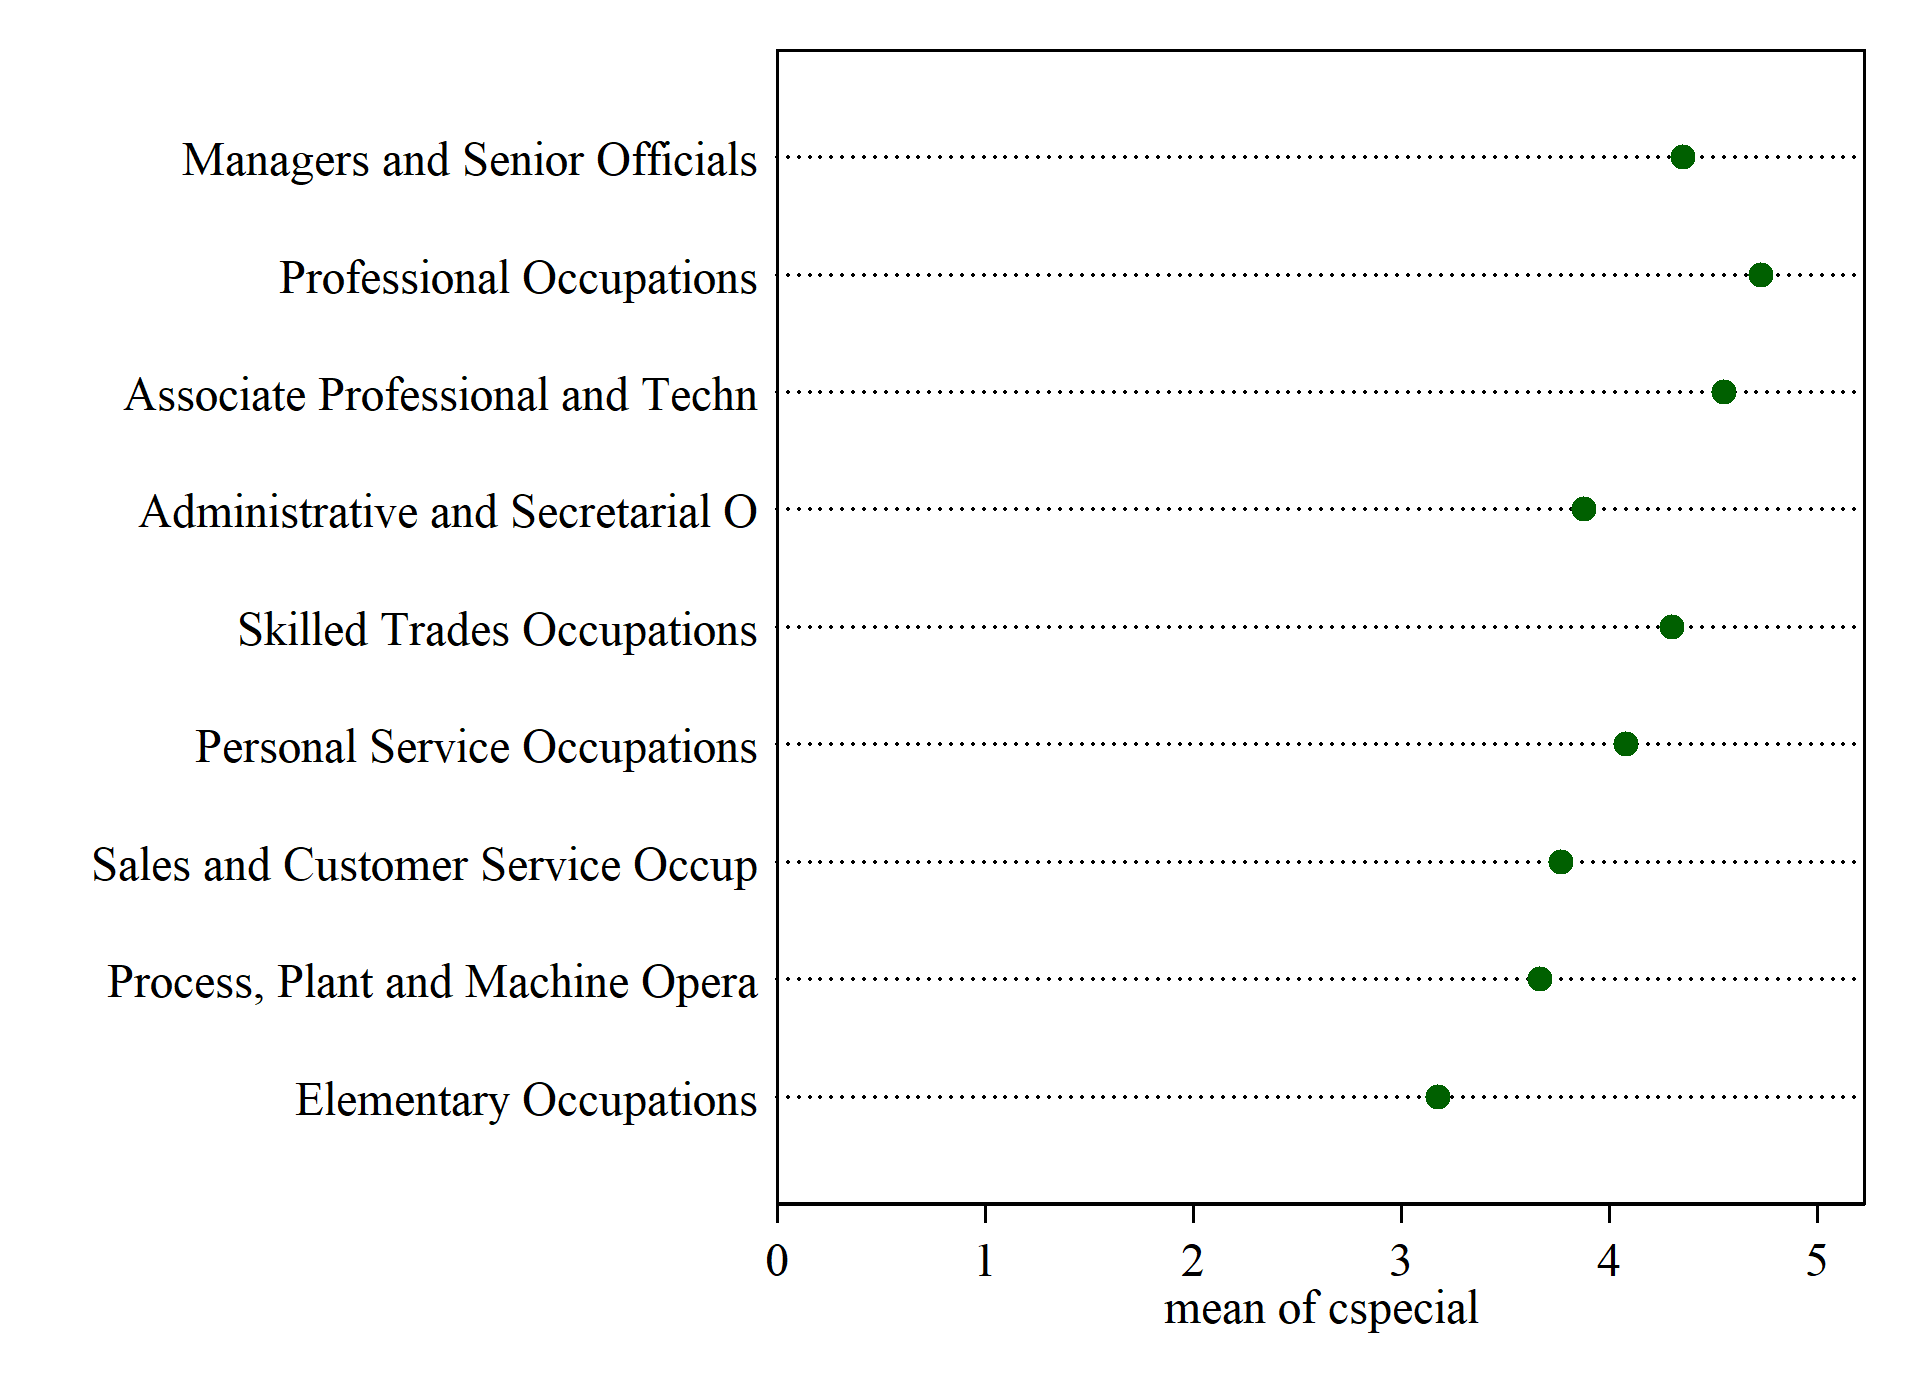 Managers and Senior Officials
Professional Occupations
Associate Professional and Techn
Administrative and Secretarial O
Skilled Trades Occupations
Personal Service Occupations
Sales and Customer Service Occup
Process, Plant and Machine Opera
Elementary Occupations
0 1 2 3 4 5
mean of cspecial